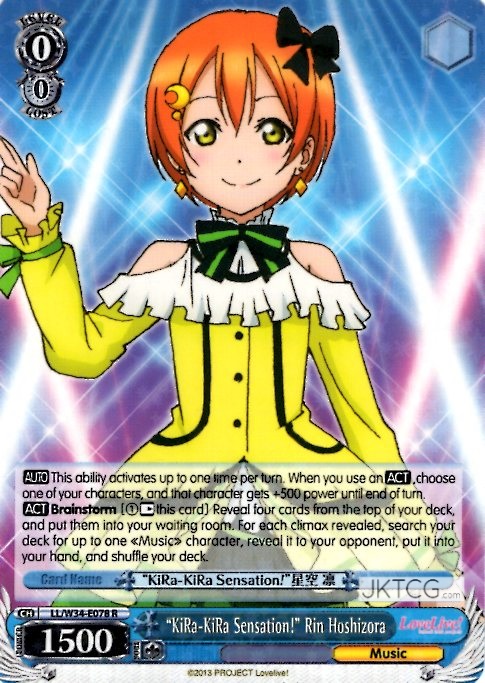 LEVEL
0
0
COST
AUTO This ability activates up to one time per turn. When you use an ACT, choose
one of your characters, and that character gets +500 power until end of turn.
ACT Brainstorm [① this card] Reveal four cards from the top of your deck,
and put them into your waiting room. For each climax revealed, search your
deck for up to one «Music» character, reveal it to your opponent, put it into
your hand, and shuffle your deck.
Card Name "KiRa-KiRa Sensation!"星空 凛
JKTCG.com
CH LL/W34-E078 R
"KiRa-KiRa Sensation!" Rin Hoshizora
LoveLive!
POWER 1500 SOUL
Music
©2013 PROJECT Lovelive!